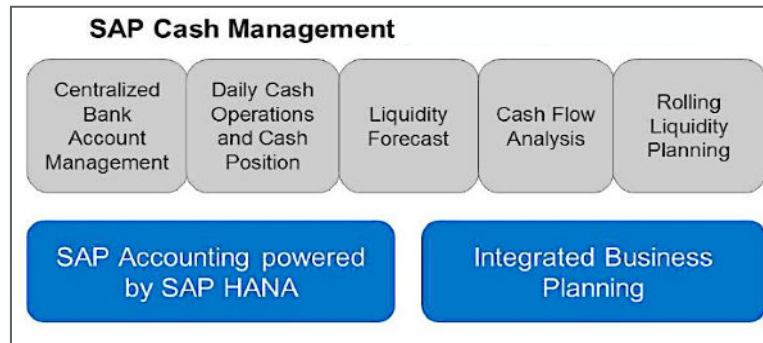 SAP Cash Management
Centralized
Bank
Account
Management
Daily Cash
Operations
and Cash
Position
Liquidity
Forecast
Cash Flow
Analysis
Rolling
Liquidity
Planning
SAP Accounting powered
by SAP HANA
Integrated Business
Planning